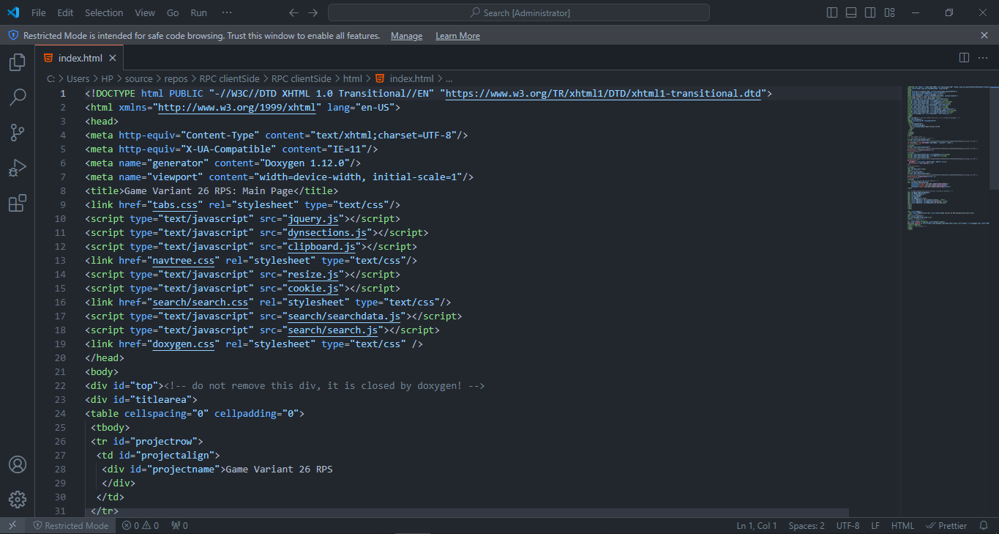 File Edit Selection View Go Run ··· Search [Administrator]
Restricted Mode is intended for safe code browsing. Trust this window to enable all features. Manage Learn More
index.html
C: > Users > HP > source > repos > RPC clientSide > RPC clientSide > html > index.html > ...
1 <!DOCTYPE html PUBLIC "-//W3C//DTD XHTML 1.0 Transitional//EN" "https://www.w3.org/TR/xhtml1/DTD/xhtml1-transitional.dtd">
2 <html xmlns="http://www.w3.org/1999/xhtml" lang="en-US">
3 <head>
4 <meta http-equiv="Content-Type" content="text/xhtml;charset=UTF-8"/>
5 <meta http-equiv="X-UA-Compatible" content="IE=11"/>
6 <meta name="generator" content="Doxygen 1.12.0"/>
7 <meta name="viewport" content="width=device-width, initial-scale=1"/>
8 <title>Game Variant 26 RPS: Main Page</title>
9 <link href="tabs.css" rel="stylesheet" type="text/css"/>
10 <script type="text/javascript" src="jquery.js"></script>
11 <script type="text/javascript" src="dynsections.js"></script>
12 <script type="text/javascript" src="clipboard.js"></script>
13 <link href="navtree.css" rel="stylesheet" type="text/css"/>
14 <script type="text/javascript" src="resize.js"></script>
15 <script type="text/javascript" src="cookie.js"></script>
16 <link href="search/search.css" rel="stylesheet" type="text/css"/>
17 <script type="text/javascript" src="search/searchdata.js"></script>
18 <script type="text/javascript" src="search/search.js"></script>
19 <link href="doxygen.css" rel="stylesheet" type="text/css" />
20 </head>
21 <body>
22 <div id="top"><!-- do not remove this div, it is closed by doxygen! -->
23 <div id="titlearea">
24 <table cellspacing="0" cellpadding="0">
25 <tbody>
26 <tr id="projectrow">
27 <td id="projectalign">
28 <div id="projectname">Game Variant 26 RPS
29 </div>
30 </td>
31 </tr>
Restricted Mode 0 0 0 Ln 1, Col 1 Spaces: 2 UTF-8 LF HTML Prettier